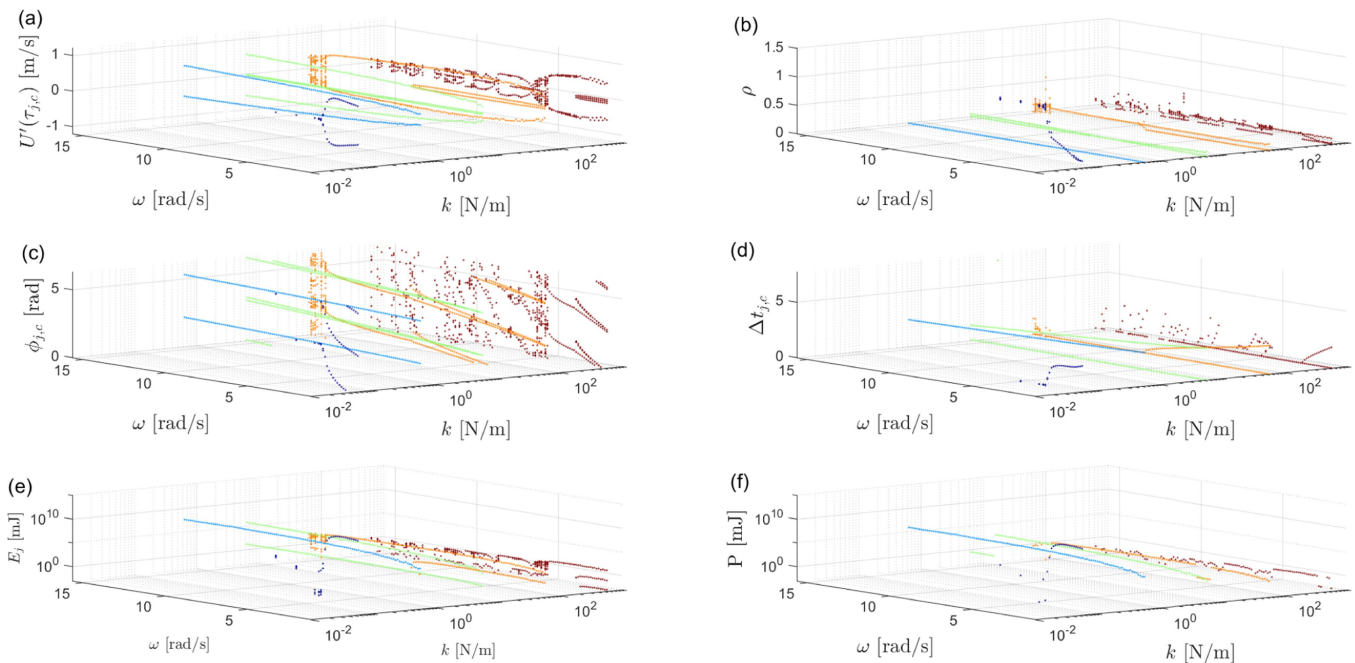 (a)
U′(τ_{j,c}) [m/s]
1
0
-1
15
10
5
10^{-2}
10^{0}
10^{2}
ω [rad/s]
k [N/m]
(b)
ρ
1.5
1
0.5
0
15
10
5
10^{-2}
10^{0}
10^{2}
ω [rad/s]
k [N/m]
(c)
ϕ_{j,c} [rad]
5
0
15
10
5
10^{-2}
10^{0}
10^{2}
ω [rad/s]
k [N/m]
(d)
Δt_{j,c}
5
0
15
10
5
10^{-2}
10^{0}
10^{2}
ω [rad/s]
k [N/m]
(e)
E_j [mJ]
10^{10}
10^{0}
15
10
5
10^{-2}
10^{0}
10^{2}
ω [rad/s]
k [N/m]
(f)
P [mJ]
10^{10}
10^{0}
15
10
5
10^{-2}
10^{0}
10^{2}
ω [rad/s]
k [N/m]